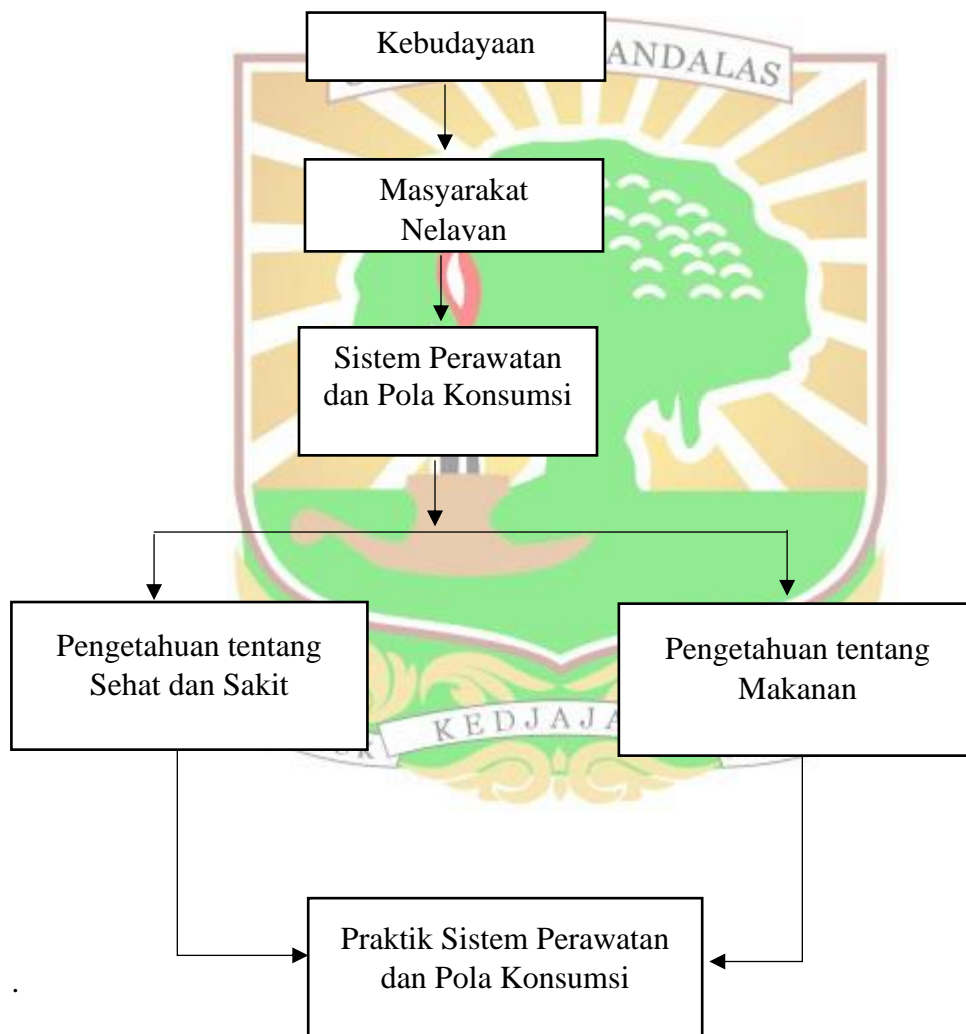 Kebudayaan
ANDALAS
Masyarakat
Nelayan
Sistem Perawatan
dan Pola Konsumsi
Pengetahuan tentang
Sehat dan Sakit
Pengetahuan tentang
Makanan
KEDJAJA
Praktik Sistem Perawatan
dan Pola Konsumsi
.